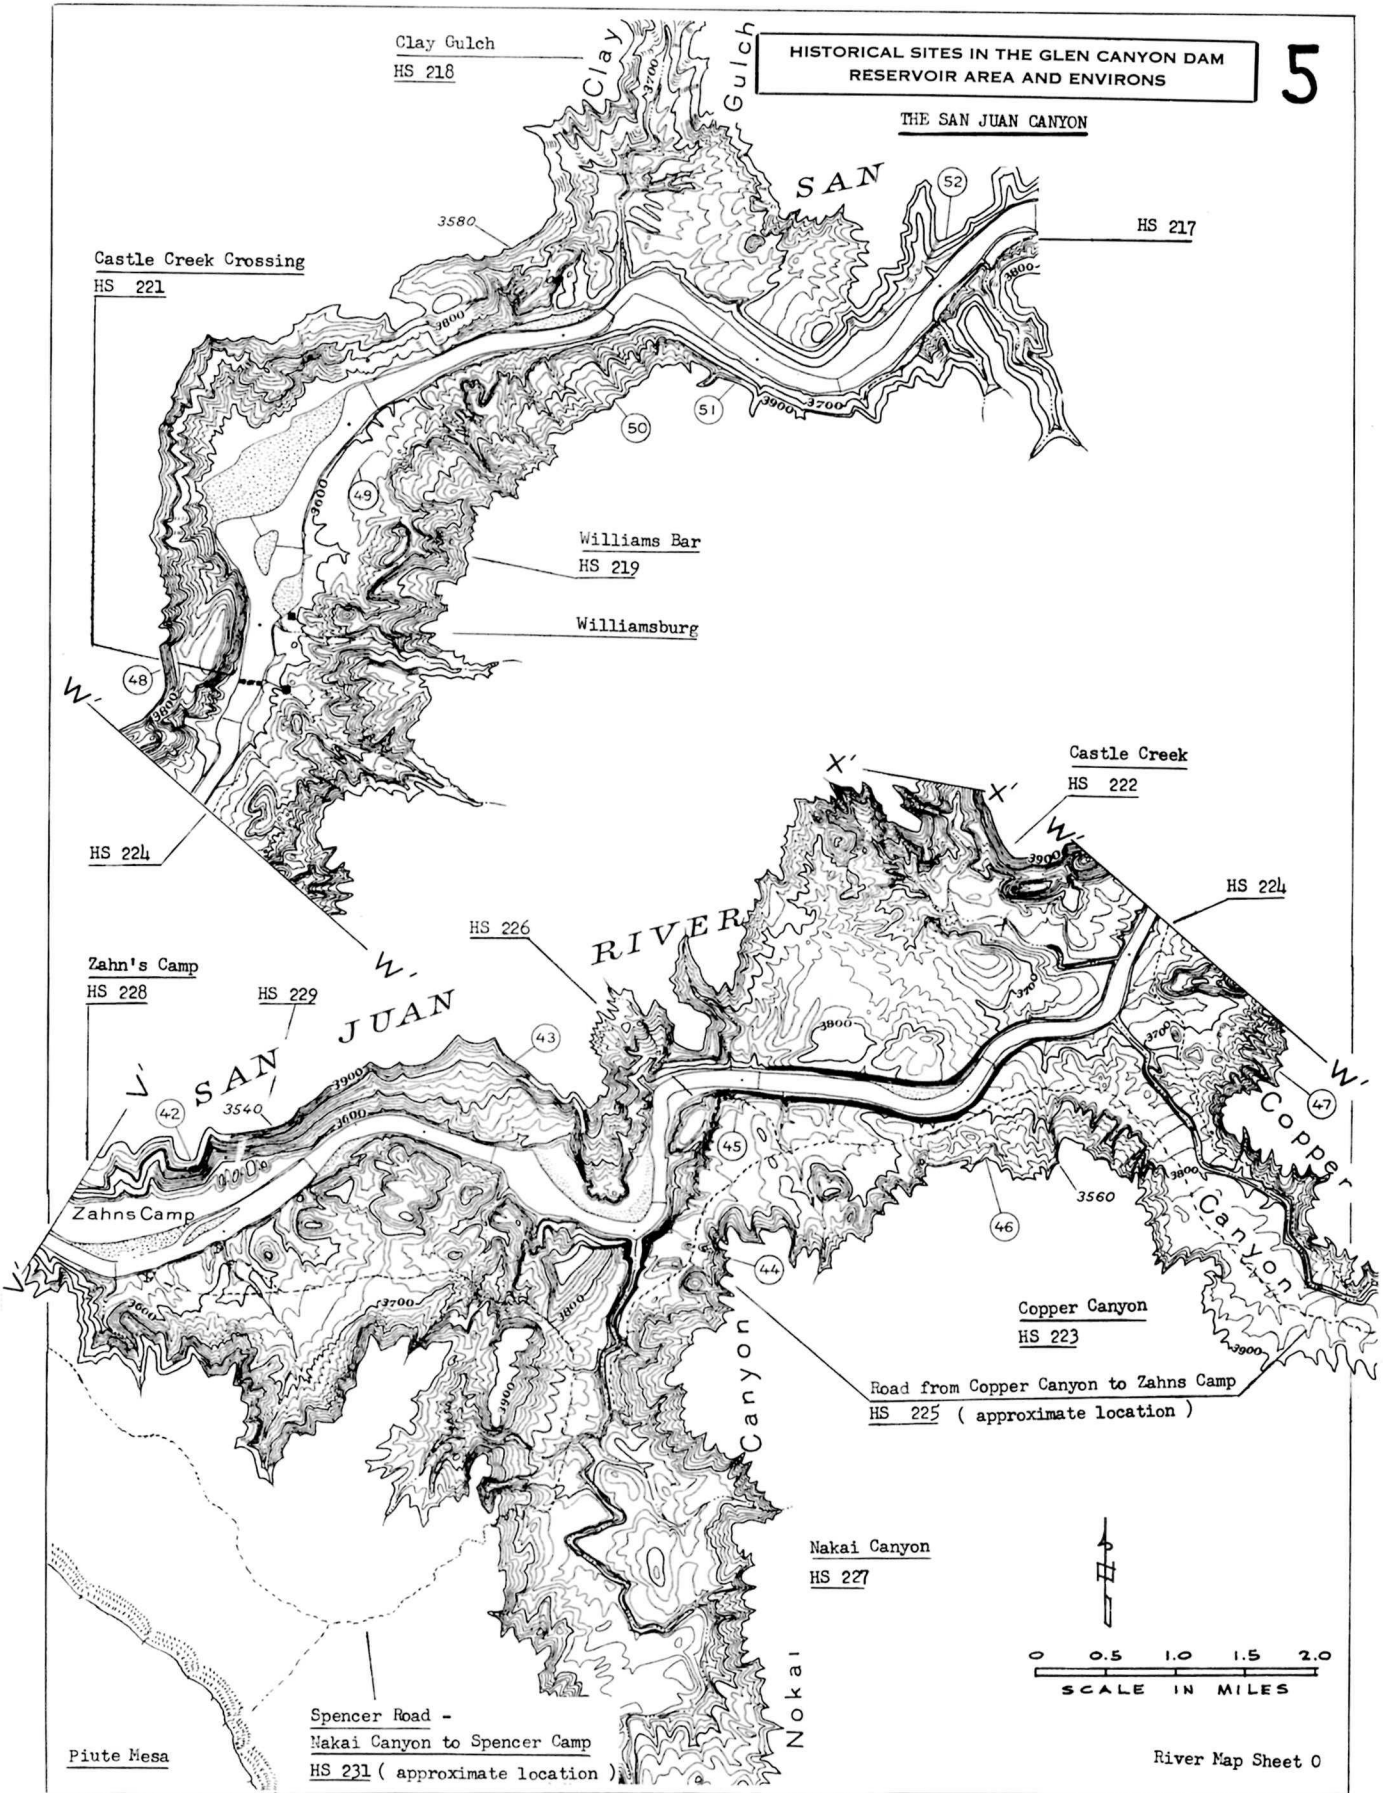 Clay Gulch
HS 218
Clay
Gulch
3700
HISTORICAL SITES IN THE GLEN CANYON DAM
RESERVOIR AREA AND ENVIRONS
5
THE SAN JUAN CANYON
SAN
52
HS 217
3580
3800
Castle Creek Crossing
HS 221
3800
50
51
3900
3700
3600
49
Williams Bar
HS 219
Williamsburg
48
W'
3800
HS 224
W'
X'
X'
Castle Creek
HS 222
W'
3900
HS 224
HS 226
RIVER
Zahn's Camp
HS 228
HS 229
JUAN
SAN
V'
42
3540
3900
43
3600
3800
3700
3700
W'
47
Copper
Canyon
45
3800
3560
46
Zahns Camp
V'
44
3600
3700
3800
3900
Canyon
Nokai
Copper Canyon
HS 223
3900
Road from Copper Canyon to Zahns Camp
HS 225 ( approximate location )
Nakai Canyon
HS 227
0 0.5 1.0 1.5 2.0
SCALE IN MILES
Spencer Road -
Nakai Canyon to Spencer Camp
HS 231 ( approximate location )
Piute Mesa
River Map Sheet O